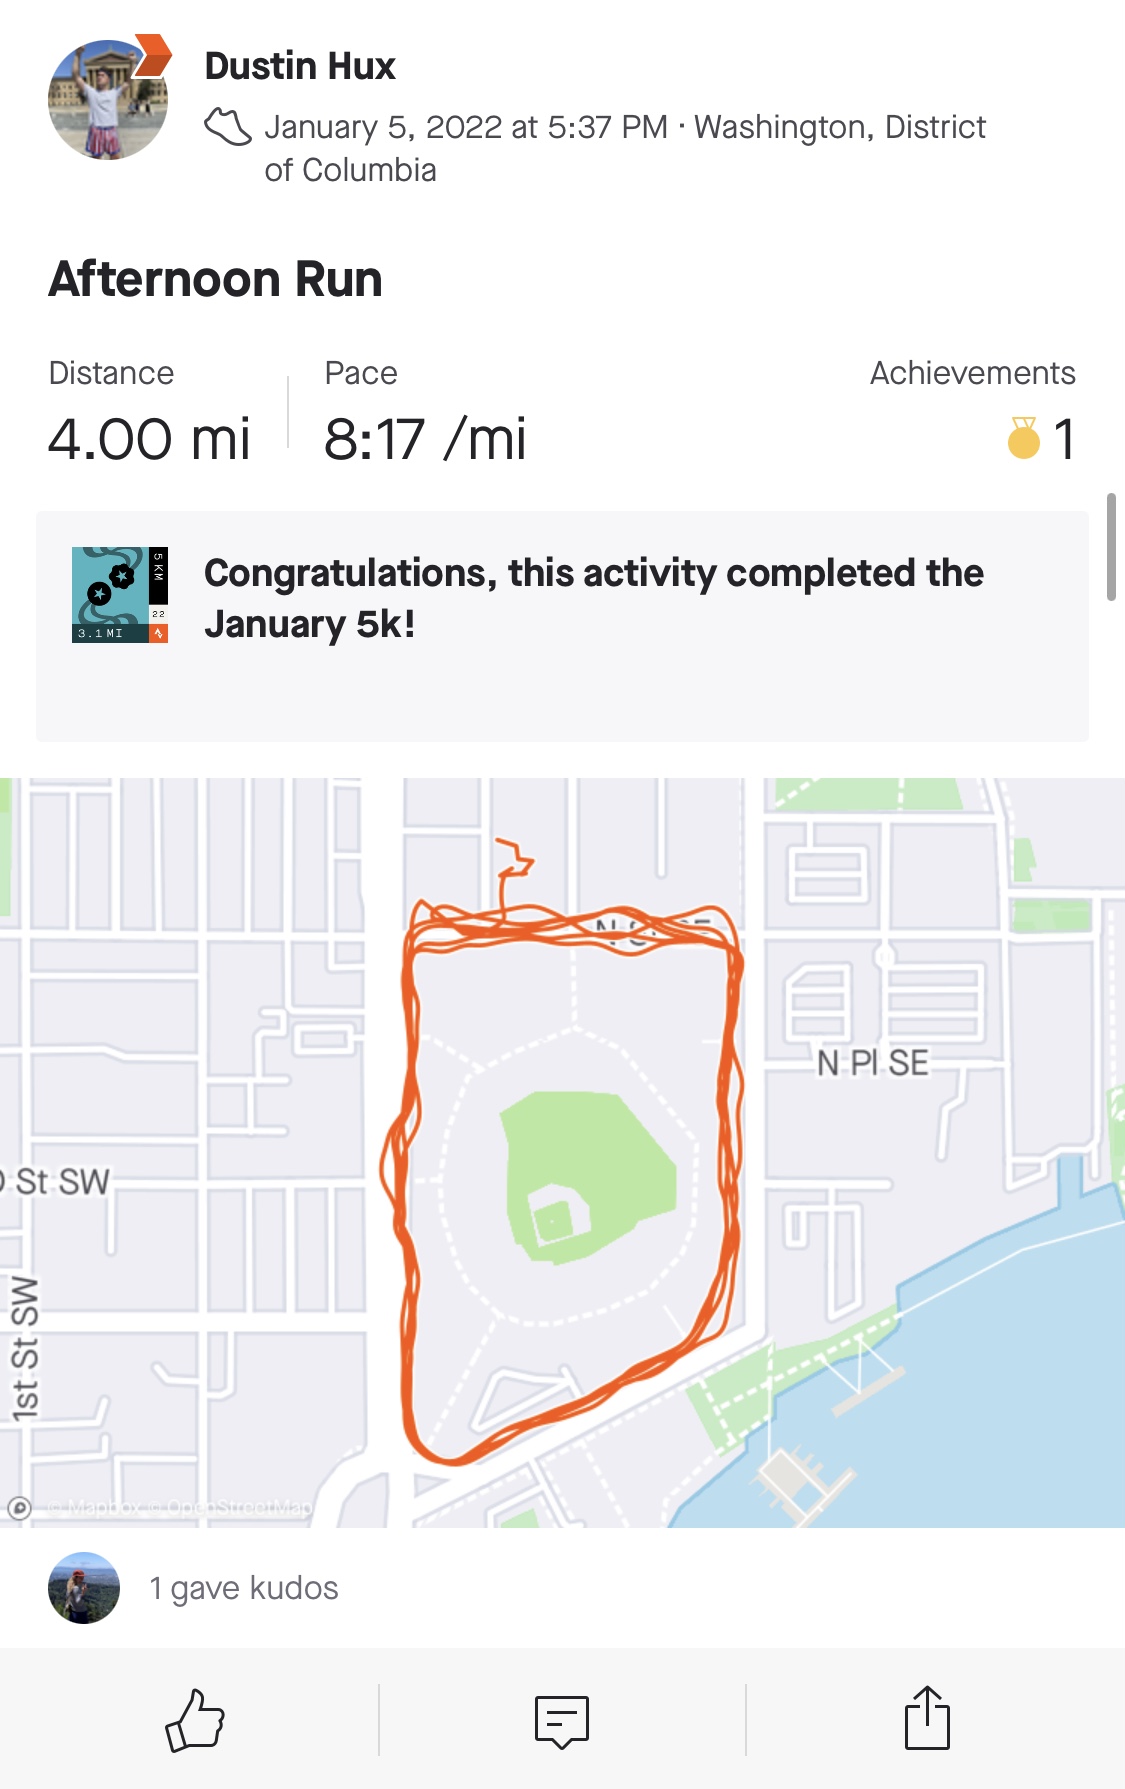 Dustin Hux
January 5, 2022 at 5:37 PM · Washington, District
of Columbia
Afternoon Run
Distance
Pace
Achievements
4.00 mi
8:17 /mi
1
5 KM
22
3.1 MI
Congratulations, this activity completed the
January 5k!
N PI SE
St SW
1st St SW
© Mapbox © OpenStreetMap
1 gave kudos